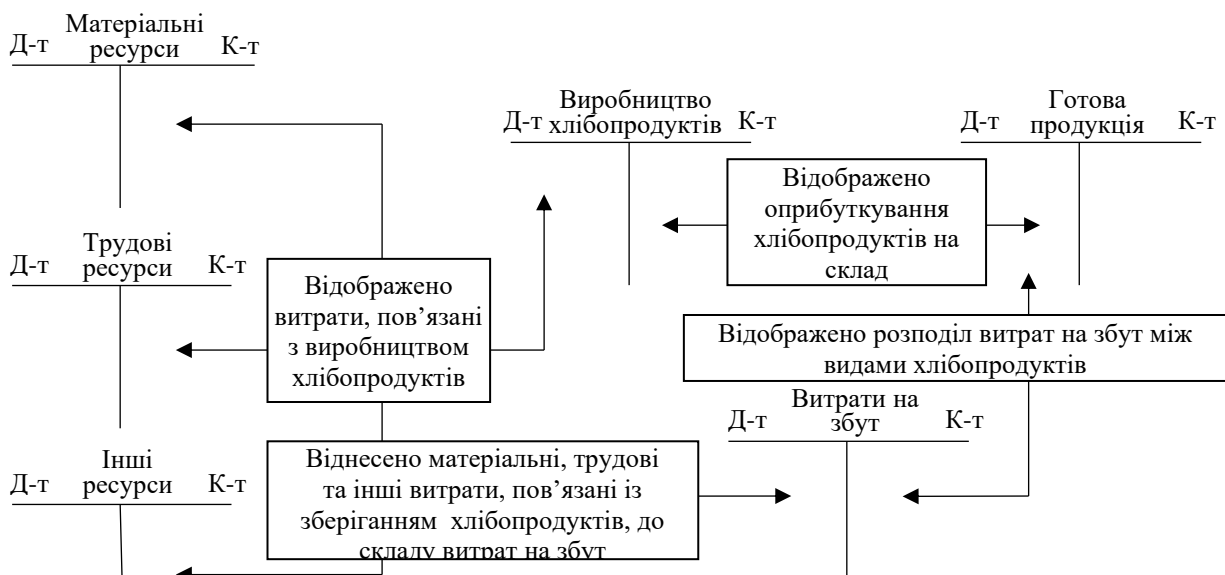 Матеріальні
ресурси
Д-т К-т
Виробництво
хлібопродуктів
Д-т К-т
Готова
продукція
Д-т К-т
Відображено
оприбуткування
хлібопродуктів на
склад
Трудові
ресурси
Д-т К-т
Відображено
витрати, пов’язані
з виробництвом
хлібопродуктів
Відображено розподіл витрат на збут між
видами хлібопродуктів
Витрати на
збут
Д-т К-т
Інші
ресурси
Д-т К-т
Віднесено матеріальні, трудові
та інші витрати, пов’язані із
зберіганням хлібопродуктів, до
складу витрат на збут